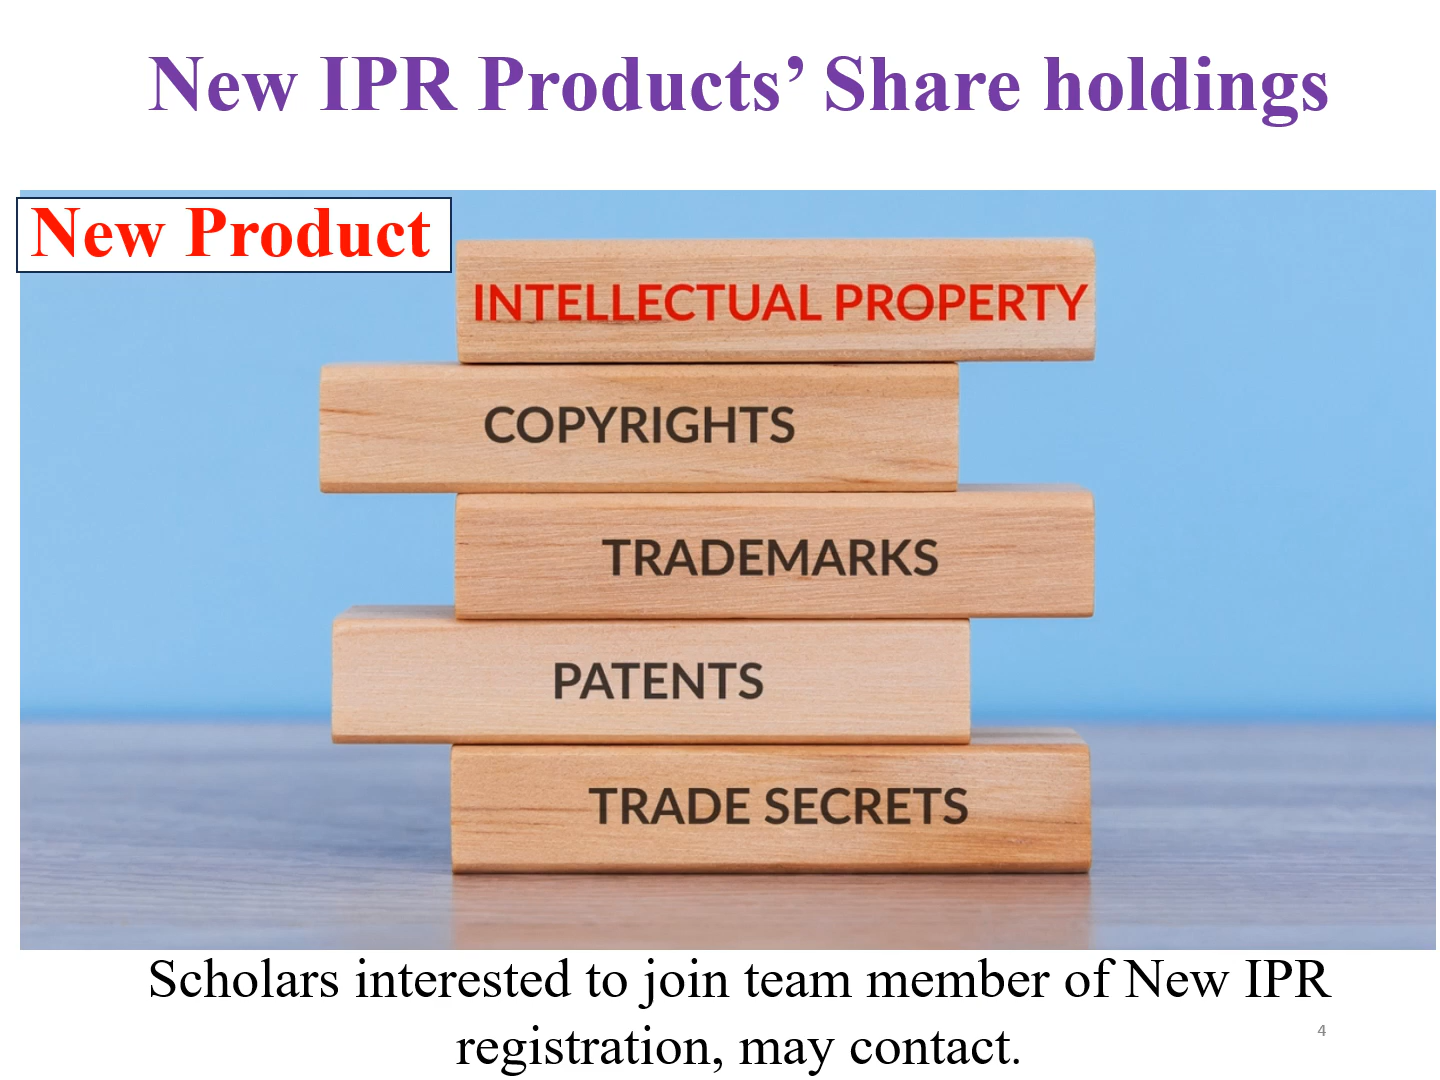 New IPR Products’ Share holdings
New Product
INTELLECTUAL PROPERTY
COPYRIGHTS
TRADEMARKS
PATENTS
TRADE SECRETS
Scholars interested to join team member of New IPR
registration, may contact.
4